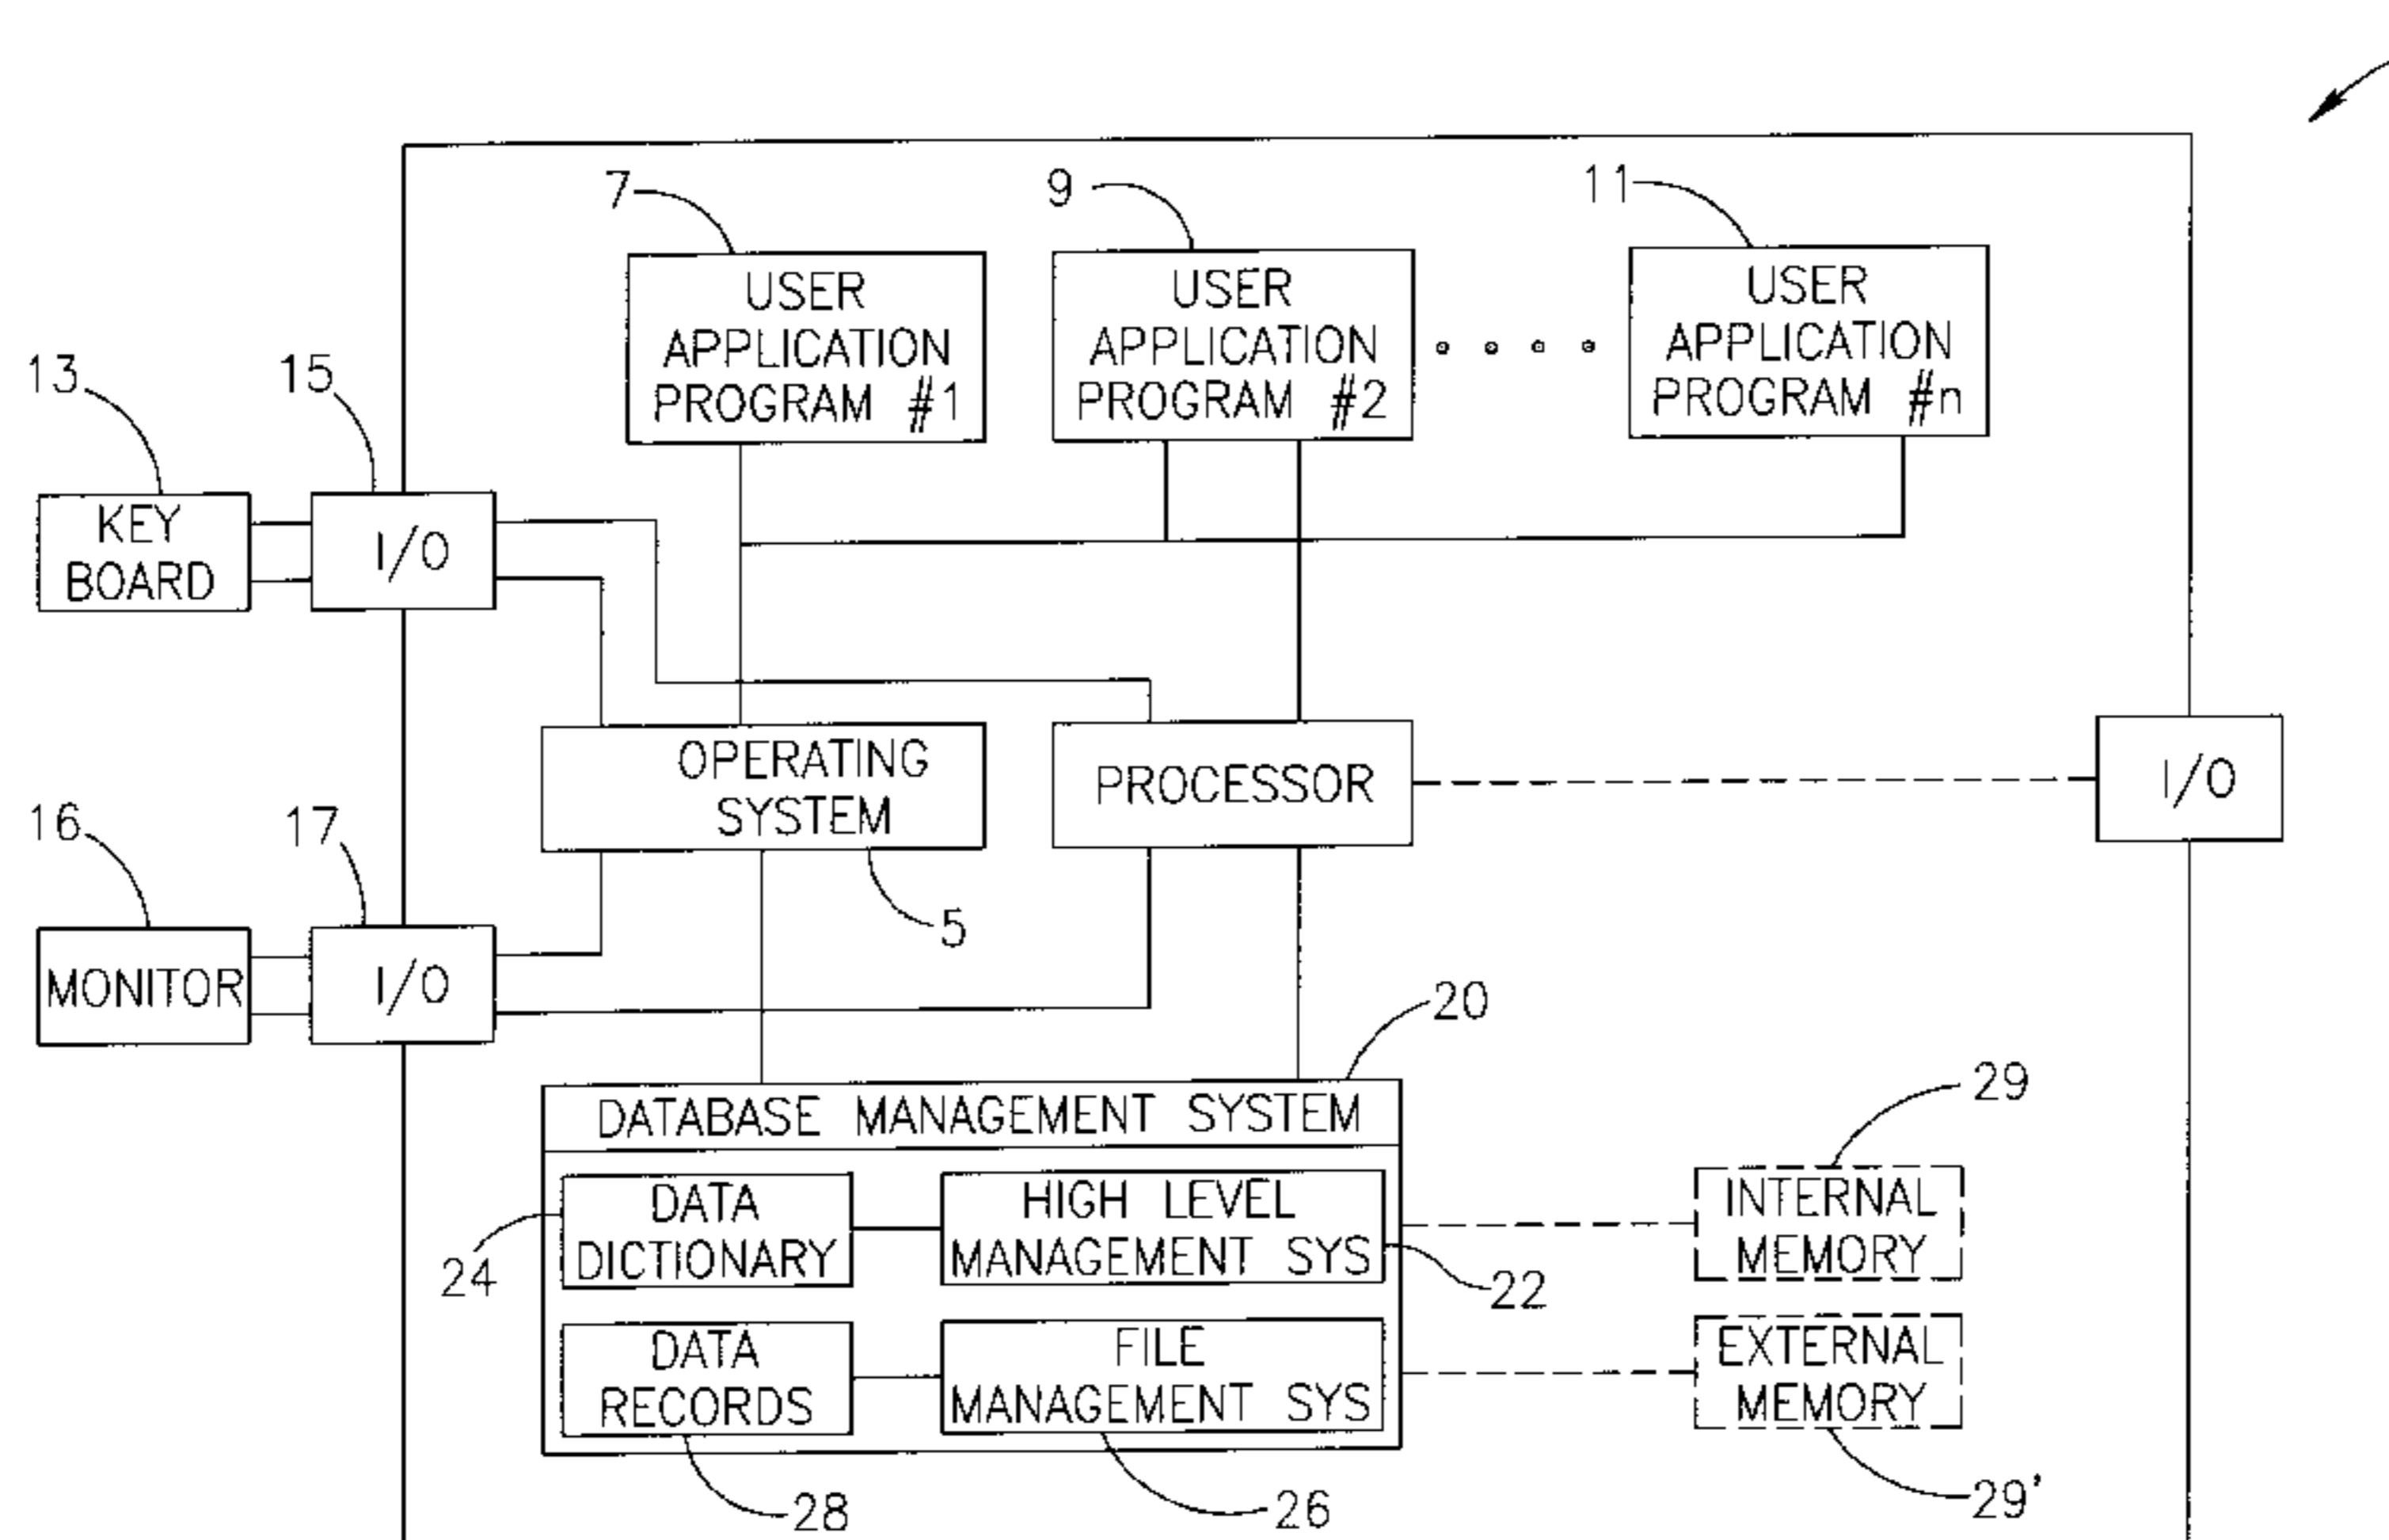 7
9
11
USER
APPLICATION
PROGRAM #1
USER
APPLICATION
PROGRAM #2
USER
APPLICATION
PROGRAM #n
13
15
KEY
BOARD
I/O
OPERATING
SYSTEM
PROCESSOR
I/O
16
17
5
MONITOR
I/O
20
DATABASE MANAGEMENT SYSTEM
29
DATA
DICTIONARY
HIGH LEVEL
MANAGEMENT SYS
INTERNAL
MEMORY
24
22
DATA
RECORDS
FILE
MANAGEMENT SYS
EXTERNAL
MEMORY
28
26
29'